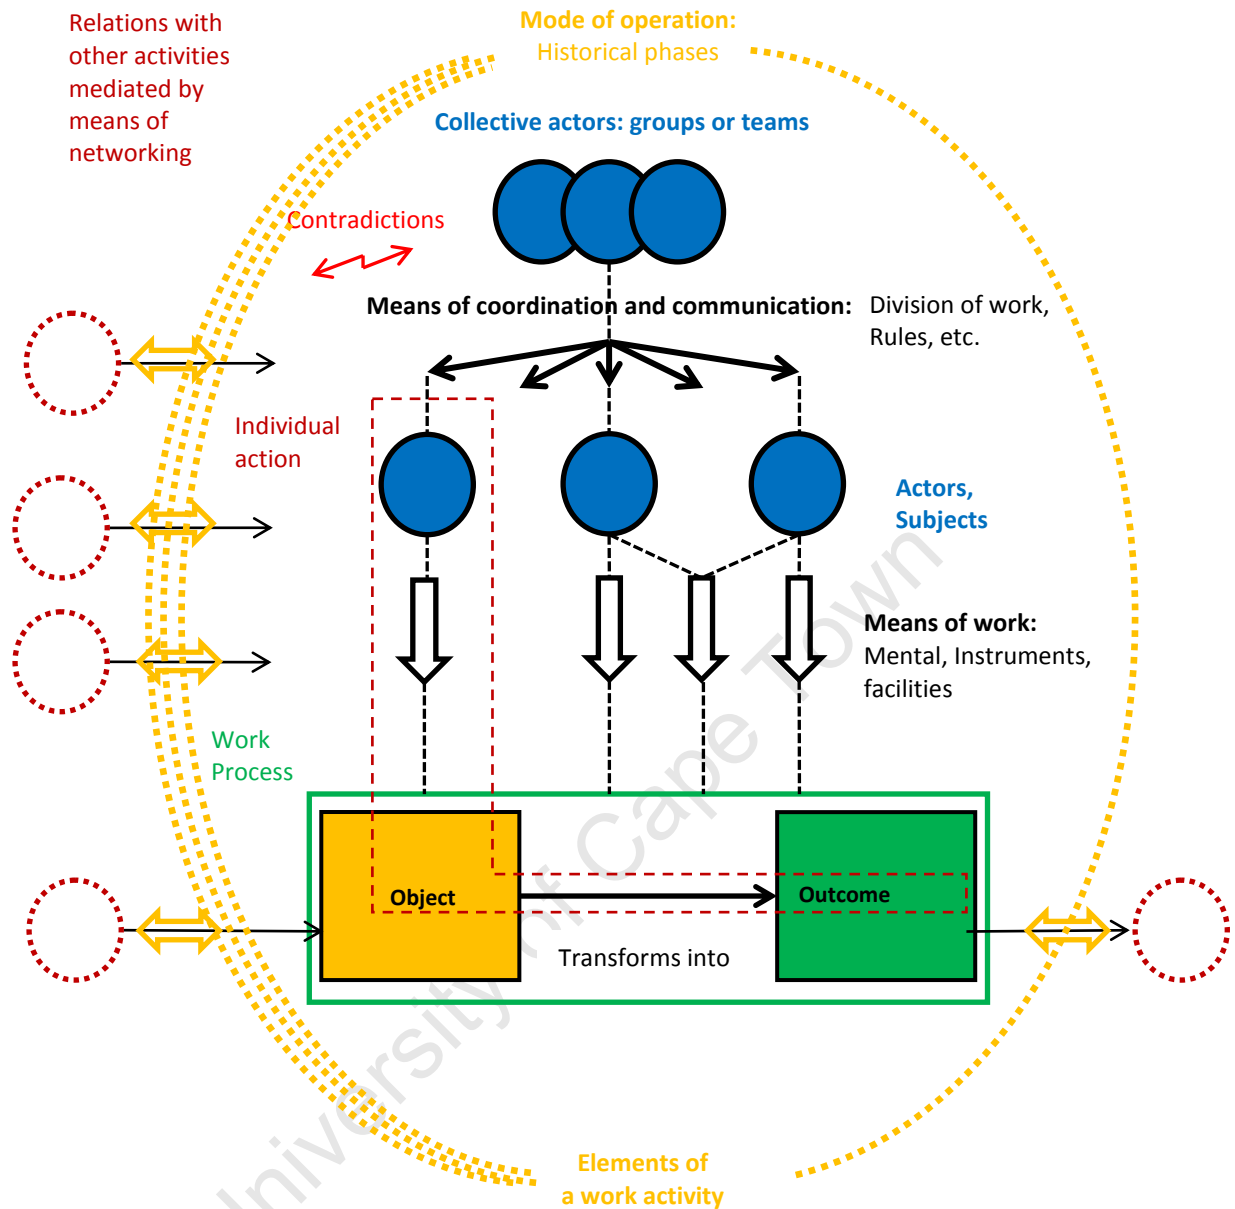 Relations with
other activities
mediated by
means of
networking
Mode of operation:
Historical phases
Collective actors: groups or teams
Contradictions
Means of coordination and communication:
Division of work,
Rules, etc.
Individual
action
Actors,
Subjects
Means of work:
Mental, Instruments,
facilities
Work
Process
Object
Outcome
Transforms into
Elements of
a work activity
University of Cape Town